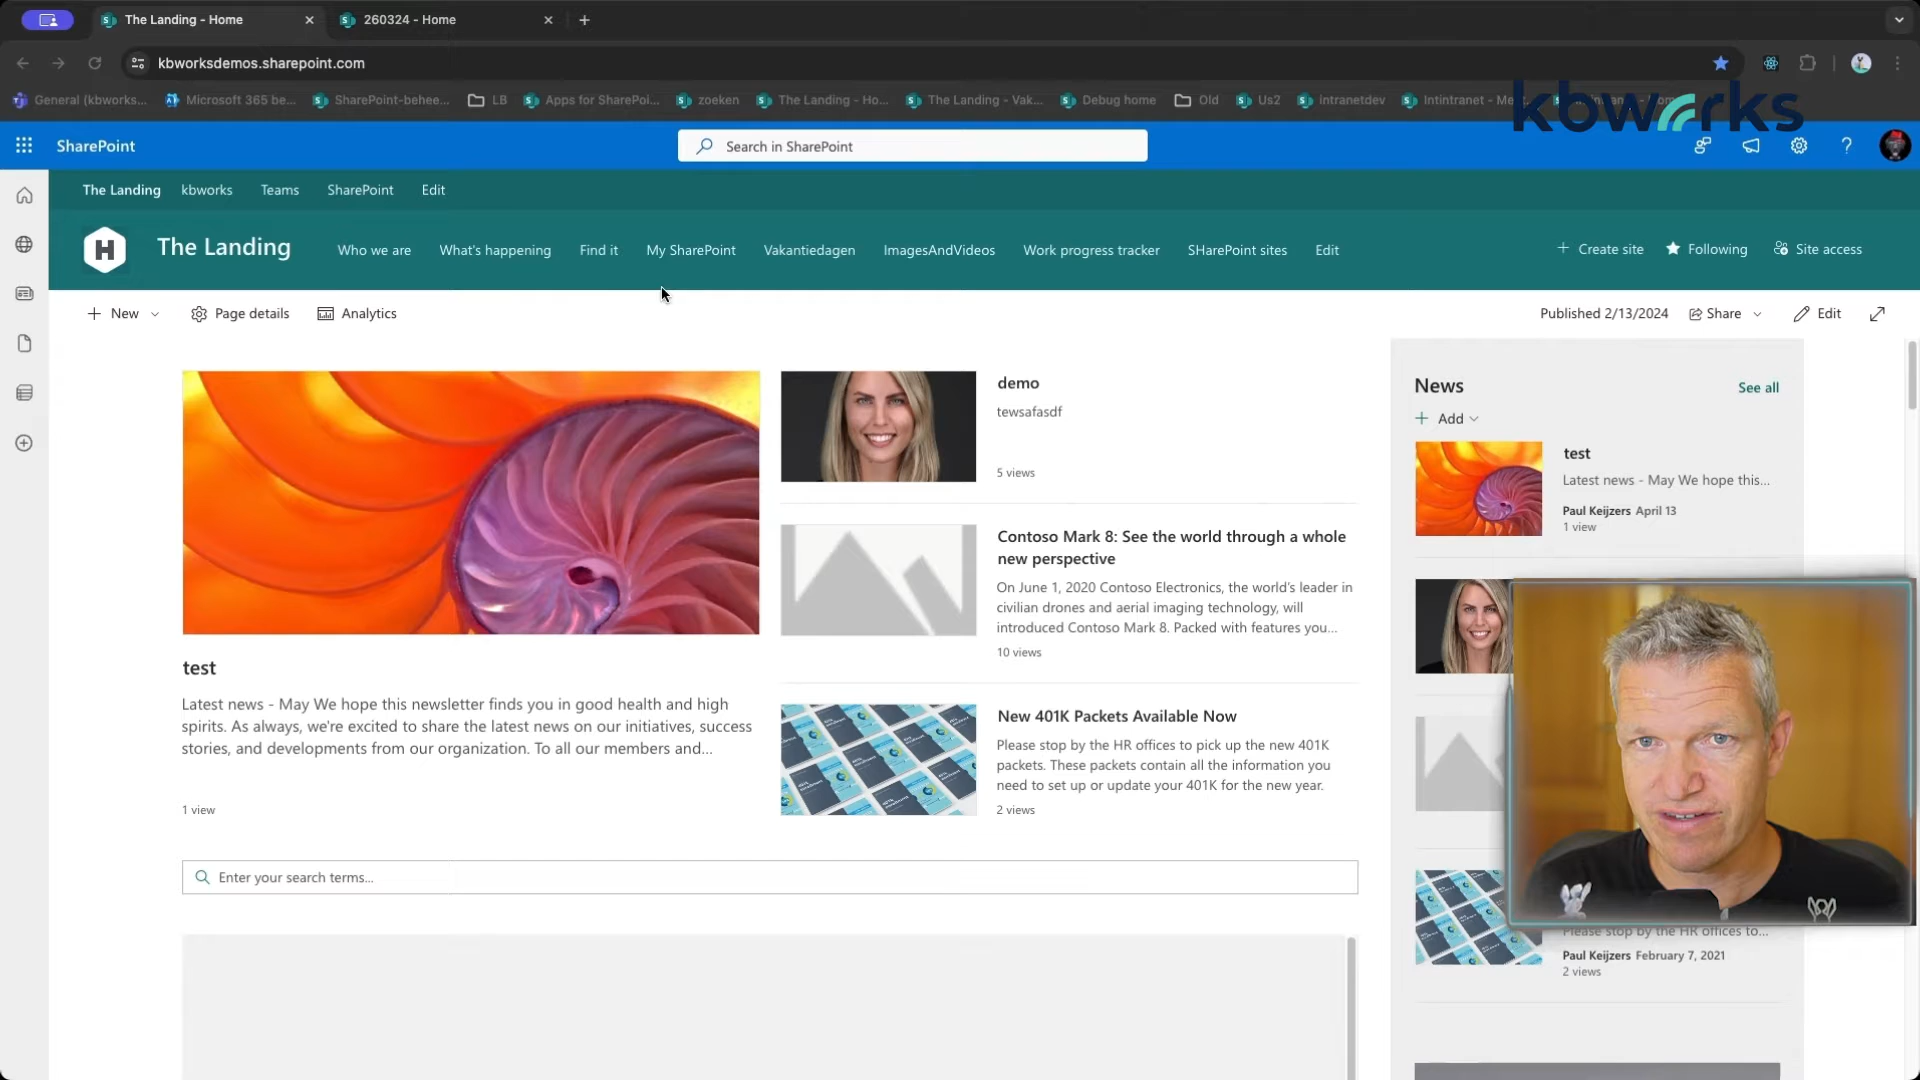 The Landing - Home
260324 - Home
kbworksdemos.sharepoint.com
General (kbworks...
Microsoft 365 be...
SharePoint-behee...
LB
Apps for SharePoi...
zoeken
The Landing - Ho...
The Landing - Vak...
Debug home
Old
Us2
intranetdev
kbworks
SharePoint
Search in SharePoint
The Landing
kbworks
Teams
SharePoint
Edit
H
The Landing
Who we are
What's happening
Find it
My SharePoint
Vakantiedagen
ImagesAndVideos
Work progress tracker
SHarePoint sites
Edit
Create site
Following
Site access
New
Page details
Analytics
Published 2/13/2024
Share
Edit
test
Latest news - May We hope this newsletter finds you in good health and high
spirits. As always, we're excited to share the latest news on our initiatives, success
stories, and developments from our organization. To all our members and...
1 view
demo
tewsafasdf
5 views
Contoso Mark 8: See the world through a whole
new perspective
On June 1, 2020 Contoso Electronics, the world's leader in
civilian drones and aerial imaging technology, will
introduced Contoso Mark 8. Packed with features you...
10 views
New 401K Packets Available Now
Please stop by the HR offices to pick up the new 401K
packets. These packets contain all the information you
need to set up or update your 401K for the new year.
2 views
Enter your search terms...
News
See all
Add
test
Latest news - May We hope this...
Paul Keijzers April 13
1 view
Please stop by the HR offices to...
Paul Keijzers February 7, 2021
2 views